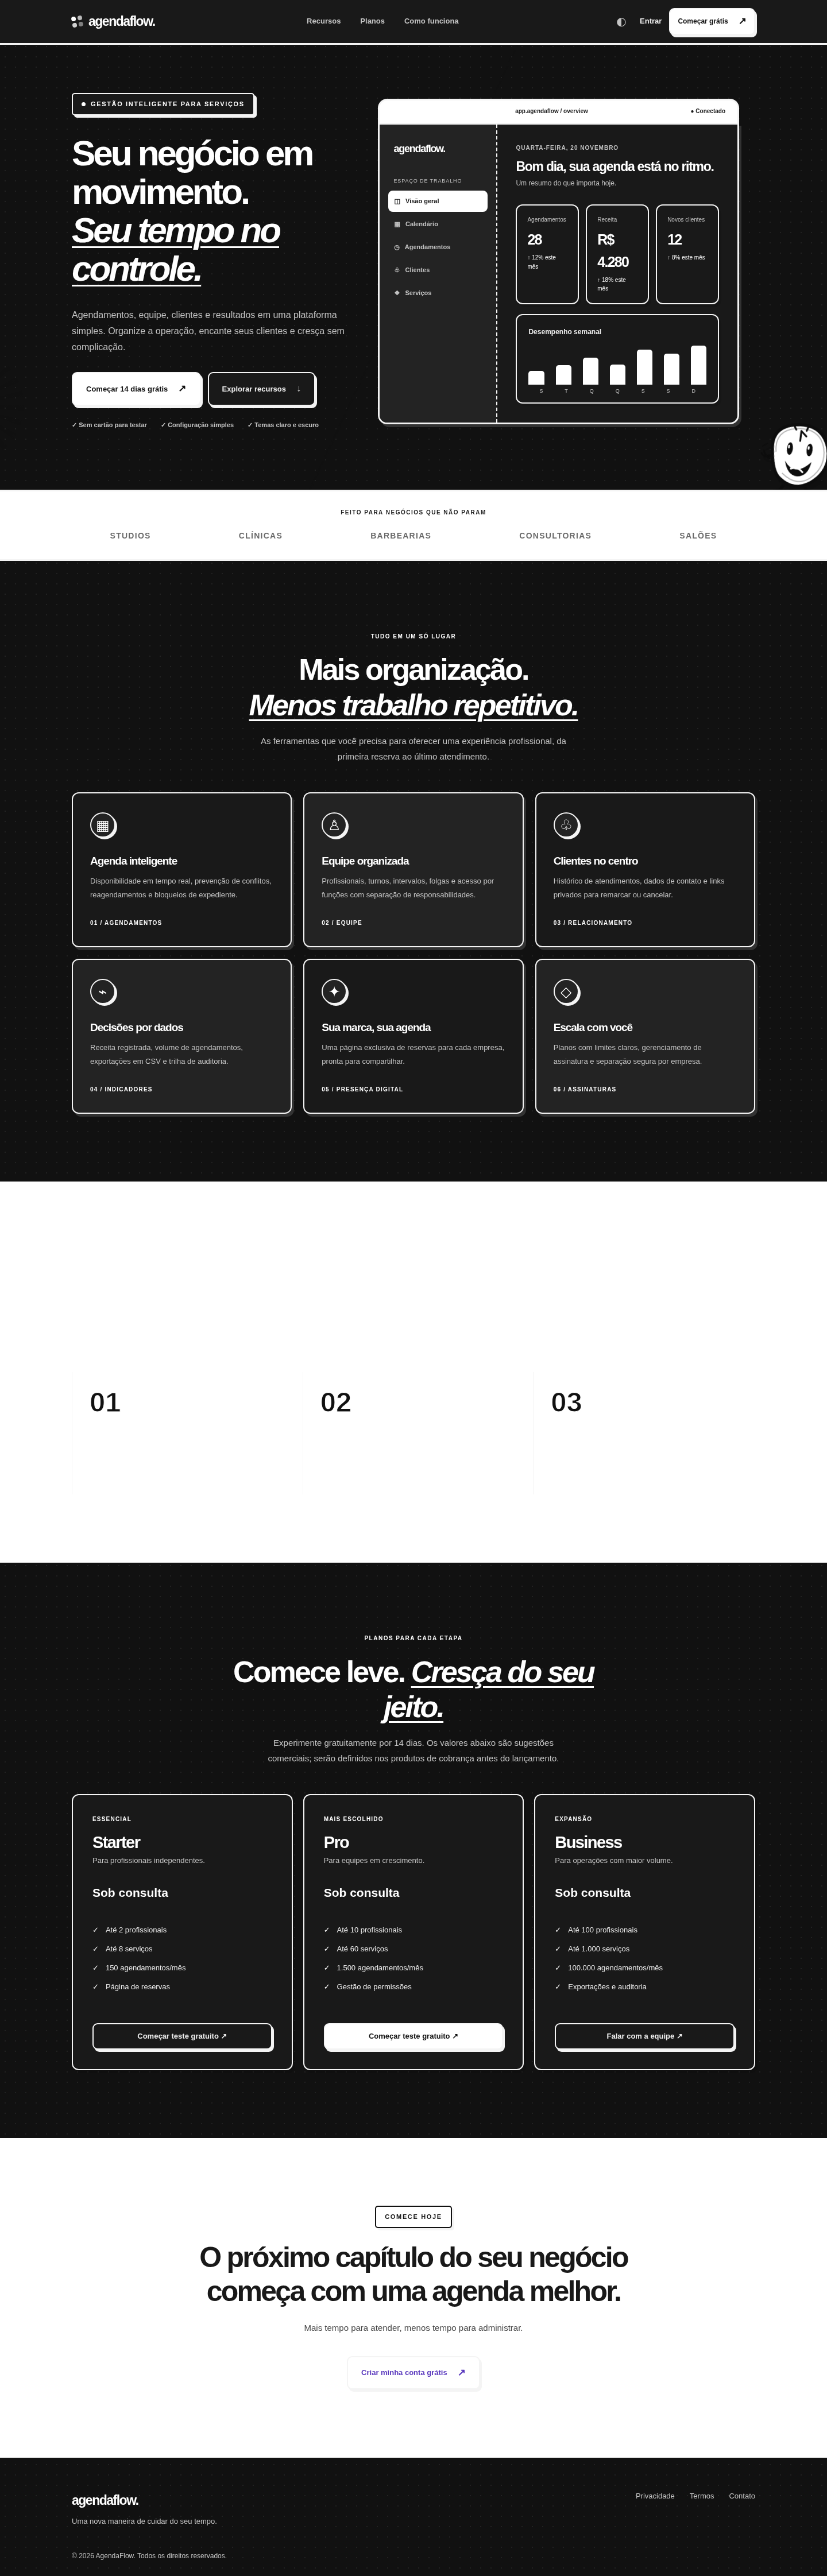 agendaflow.
Recursos Planos Como funciona
Entrar Começar grátis ↗
GESTÃO INTELIGENTE PARA SERVIÇOS
Seu negócio em
movimento.
Seu tempo no
controle.
Agendamentos, equipe, clientes e resultados em uma plataforma
simples. Organize a operação, encante seus clientes e cresça sem
complicação.
Começar 14 dias grátis ↗ Explorar recursos ↓
✓ Sem cartão para testar ✓ Configuração simples ✓ Temas claro e escuro
app.agendaflow / overview ● Conectado
agendaflow.
ESPAÇO DE TRABALHO
Visão geral
Calendário
Agendamentos
Clientes
Serviços
QUARTA-FEIRA, 20 NOVEMBRO
Bom dia, sua agenda está no ritmo.
Um resumo do que importa hoje.
Agendamentos
28
↑ 12% este
mês
Receita
R$
4.280
↑ 18% este
mês
Novos clientes
12
↑ 8% este mês
Desempenho semanal
S T Q Q S S D
FEITO PARA NEGÓCIOS QUE NÃO PARAM
STUDIOS CLÍNICAS BARBEARIAS CONSULTORIAS SALÕES
TUDO EM UM SÓ LUGAR
Mais organização.
Menos trabalho repetitivo.
As ferramentas que você precisa para oferecer uma experiência profissional, da
primeira reserva ao último atendimento.
Agenda inteligente
Disponibilidade em tempo real, prevenção de conflitos,
reagendamentos e bloqueios de expediente.
01 / AGENDAMENTOS
Equipe organizada
Profissionais, turnos, intervalos, folgas e acesso por
funções com separação de responsabilidades.
02 / EQUIPE
Clientes no centro
Histórico de atendimentos, dados de contato e links
privados para remarcar ou cancelar.
03 / RELACIONAMENTO
Decisões por dados
Receita registrada, volume de agendamentos,
exportações em CSV e trilha de auditoria.
04 / INDICADORES
Sua marca, sua agenda
Uma página exclusiva de reservas para cada empresa,
pronta para compartilhar.
05 / PRESENÇA DIGITAL
Escala com você
Planos com limites claros, gerenciamento de
assinatura e separação segura por empresa.
06 / ASSINATURAS
01 02 03
PLANOS PARA CADA ETAPA
Comece leve. Cresça do seu
jeito.
Experimente gratuitamente por 14 dias. Os valores abaixo são sugestões
comerciais; serão definidos nos produtos de cobrança antes do lançamento.
ESSENCIAL
Starter
Para profissionais independentes.
Sob consulta
✓ Até 2 profissionais
✓ Até 8 serviços
✓ 150 agendamentos/mês
✓ Página de reservas
Começar teste gratuito ↗
MAIS ESCOLHIDO
Pro
Para equipes em crescimento.
Sob consulta
✓ Até 10 profissionais
✓ Até 60 serviços
✓ 1.500 agendamentos/mês
✓ Gestão de permissões
Começar teste gratuito ↗
EXPANSÃO
Business
Para operações com maior volume.
Sob consulta
✓ Até 100 profissionais
✓ Até 1.000 serviços
✓ 100.000 agendamentos/mês
✓ Exportações e auditoria
Falar com a equipe ↗
COMECE HOJE
O próximo capítulo do seu negócio
começa com uma agenda melhor.
Mais tempo para atender, menos tempo para administrar.
Criar minha conta grátis ↗
agendaflow.
Uma nova maneira de cuidar do seu tempo.
Privacidade Termos Contato
© 2026 AgendaFlow. Todos os direitos reservados.